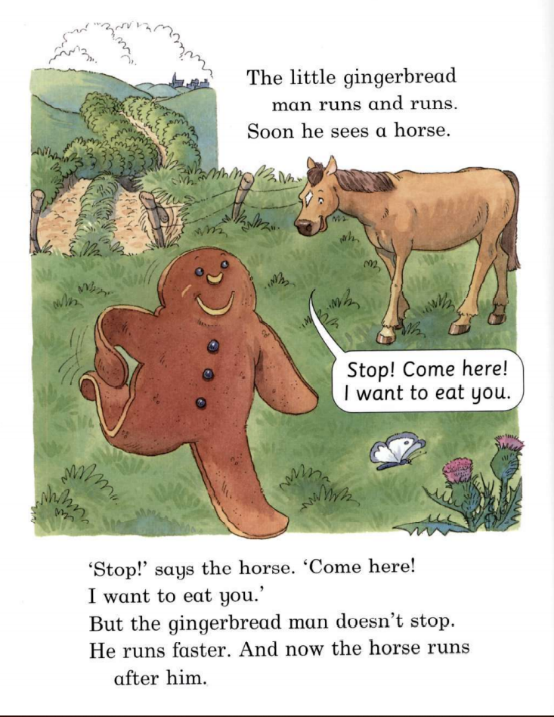 The little gingerbread
man runs and runs.
Soon he sees a horse.
Stop! Come here!
I want to eat you.
‘Stop!’ says the horse. ‘Come here!
I want to eat you.’
But the gingerbread man doesn’t stop.
He runs faster. And now the horse runs
after him.